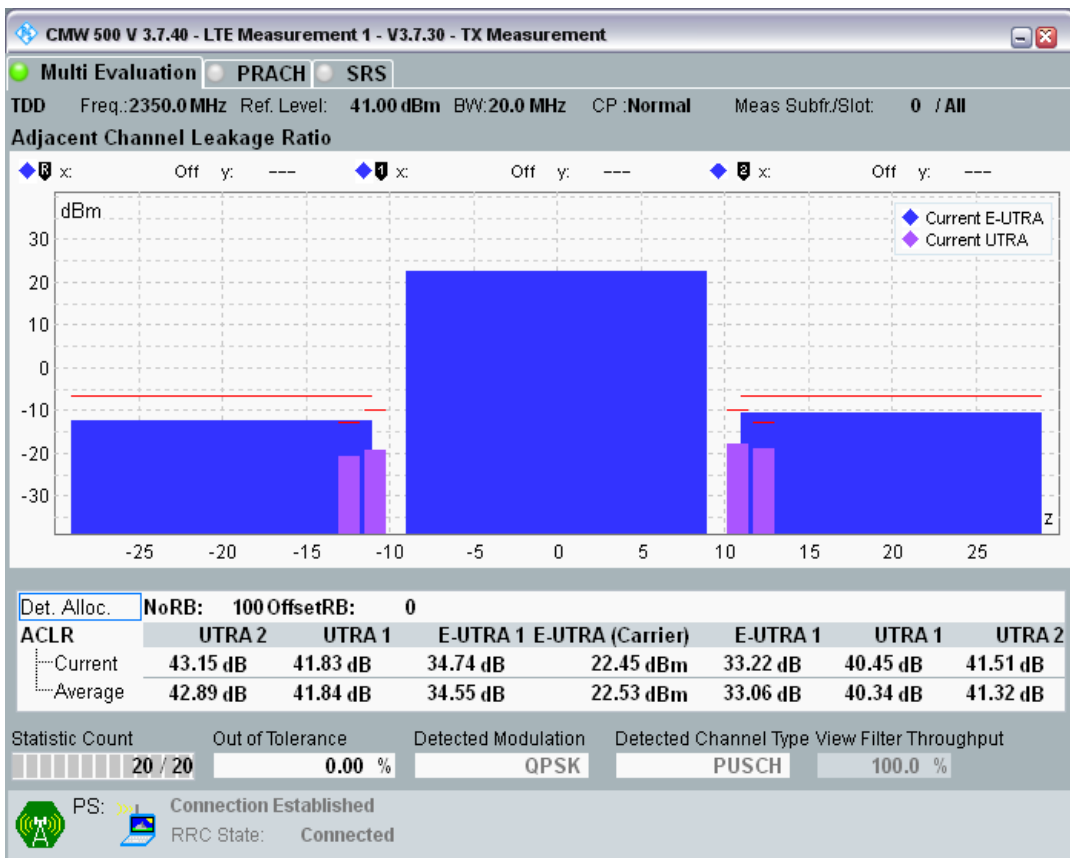 CMW 500 V 3.7.40 - LTE Measurement 1 - V3.7.30 - TX Measurement
Multi Evaluation PRACH SRS
TDD Freq.:2350.0 MHz Ref. Level: 41.00 dBm BW:20.0 MHz CP :Normal Meas Subfr./Slot: 0 / All
Adjacent Channel Leakage Ratio
R x: Off y: --- 1 x: Off y: --- 2 x: Off y: ---
dBm
Current E-UTRA
Current UTRA
30
20
10
0
-10
-20
-30
z
-25 -20 -15 -10 -5 0 5 10 15 20 25
Det. Alloc. NoRB: 100 OffsetRB: 0
ACLR UTRA 2 UTRA 1 E-UTRA 1 E-UTRA (Carrier) E-UTRA 1 UTRA 1 UTRA 2
Current 43.15 dB 41.83 dB 34.74 dB 22.45 dBm 33.22 dB 40.45 dB 41.51 dB
Average 42.89 dB 41.84 dB 34.55 dB 22.53 dBm 33.06 dB 40.34 dB 41.32 dB
Statistic Count Out of Tolerance Detected Modulation Detected Channel Type View Filter Throughput
20 / 20 0.00 % QPSK PUSCH 100.0 %
PS: Connection Established
RRC State: Connected